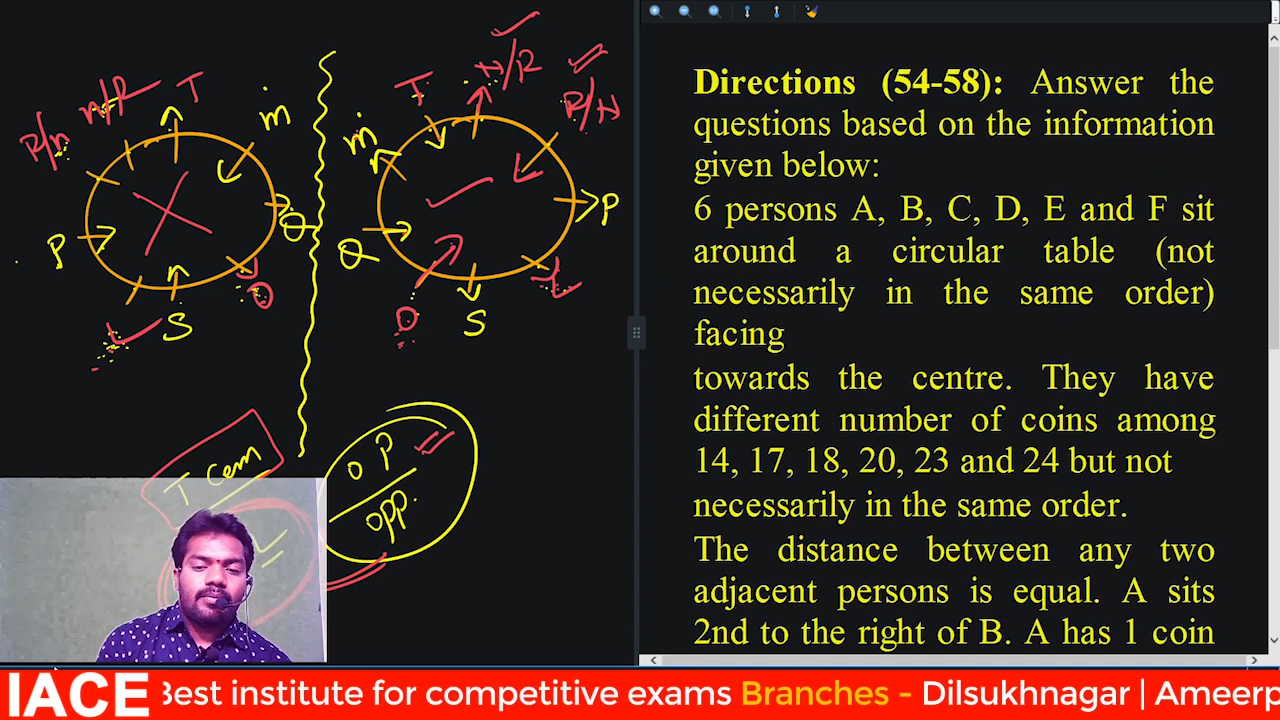 R/n
n/R
T
m
P
Q
S
O
L
T
N/R
R/N
m
Q
P
O
S
L
T Cem
O P
opp.
Directions (54-58): Answer the
questions based on the information
given below:
6 persons A, B, C, D, E and F sit
around a circular table (not
necessarily in the same order)
facing
towards the centre. They have
different number of coins among
14, 17, 18, 20, 23 and 24 but not
necessarily in the same order.
The distance between any two
adjacent persons is equal. A sits
2nd to the right of B. A has 1 coin
IACE Best institute for competitive exams Branches - Dilsukhnagar | Ameerp